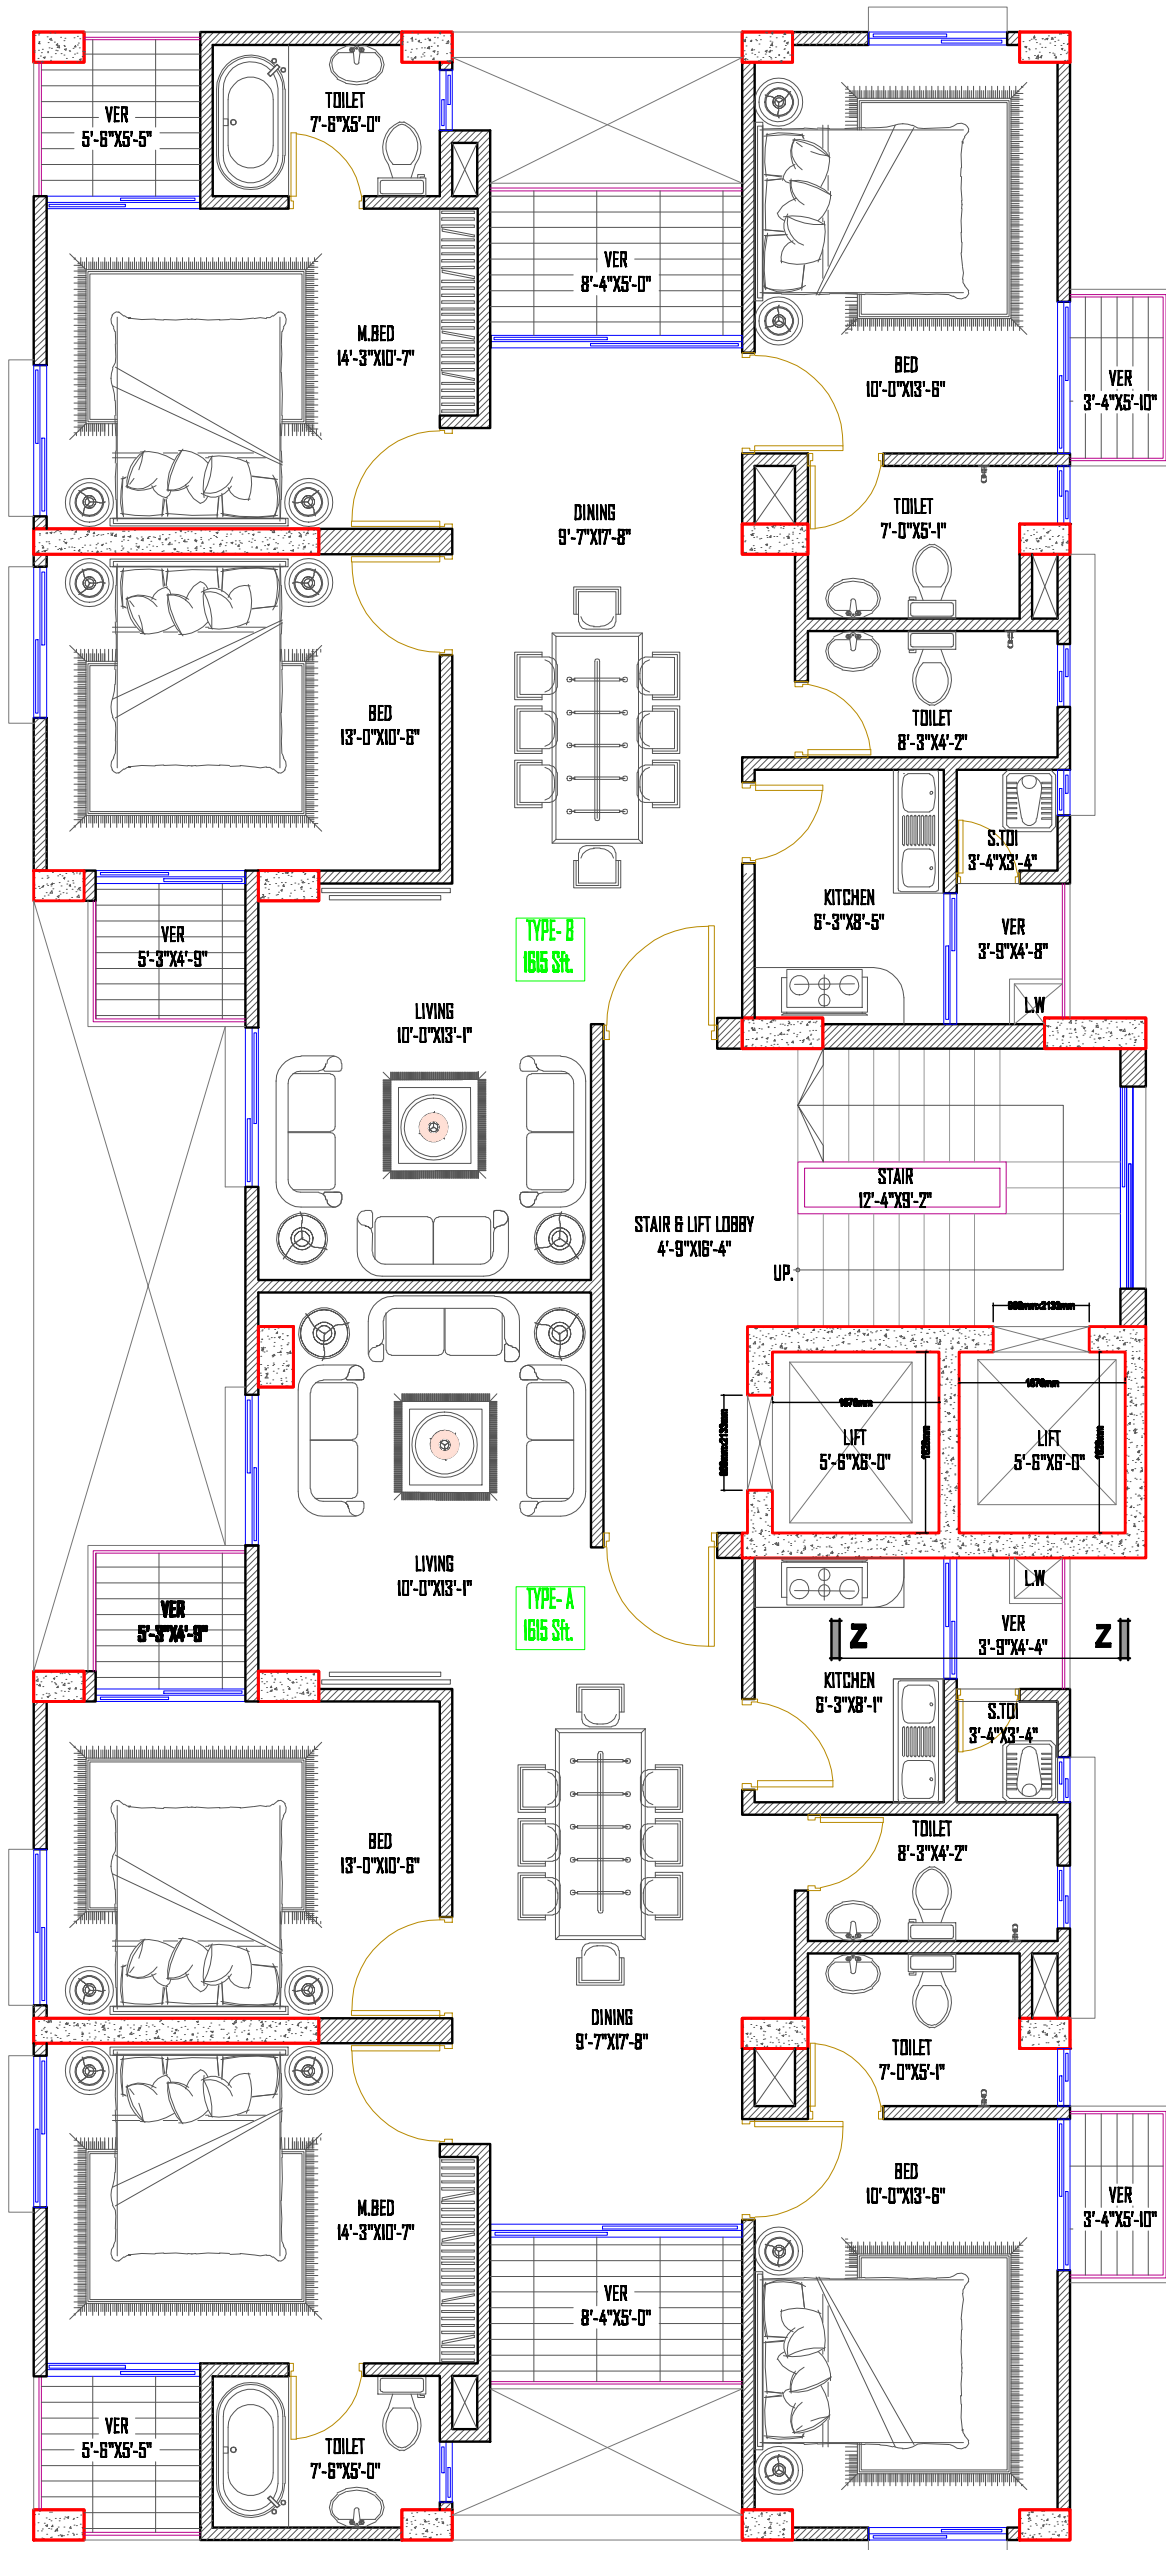 TOILET
7'-6"X5'-0"
VER
5'-6"X5'-5"
VER
8'-4"X5'-0"
M.BED
14'-3"X10'-7"
BED
10'-0"X13'-6"
VER
3'-4"X5'-10"
DINING
9'-7"X17'-8"
TOILET
7'-0"X5'-1"
BED
13'-0"X10'-6"
TOILET
8'-3"X4'-2"
S.TOI
3'-4"X3'-4"
KITCHEN
6'-3"X8'-5"
VER
5'-3"X4'-9"
TYPE- B
1615 Sft.
VER
3'-9"X4'-8"
L.W
LIVING
10'-0"X13'-1"
STAIR
12'-4"X9'-2"
STAIR & LIFT LOBBY
4'-9"X16'-4"
UP.
1676mm
1676mm
LIFT
5'-6"X6'-0"
LIFT
5'-6"X6'-0"
LIVING
10'-0"X13'-1"
L.W
TYPE- A
1615 Sft.
VER
VER
3'-9"X4'-4"
Z
Z
KITCHEN
6'-3"X8'-1"
S.TOI
3'-4"X3'-4"
BED
13'-0"X10'-6"
TOILET
8'-3"X4'-2"
DINING
9'-7"X17'-8"
TOILET
7'-0"X5'-1"
BED
10'-0"X13'-6"
M.BED
14'-3"X10'-7"
VER
3'-4"X5'-10"
VER
8'-4"X5'-0"
VER
5'-6"X5'-5"
TOILET
7'-6"X5'-0"